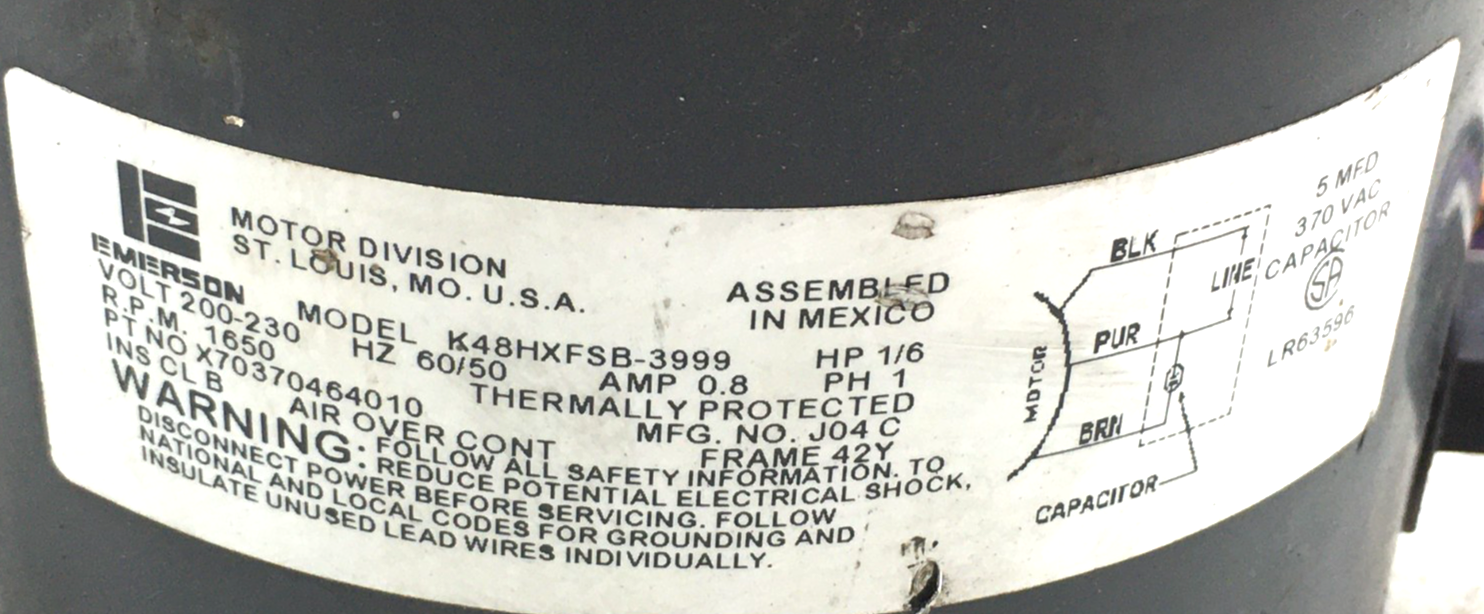 EMERSON
MOTOR DIVISION
ST. LOUIS, MO. U.S.A.
ASSEMBLED
IN MEXICO
VOLT 200-230 MODEL K48HXFSB-3999 HP 1/6
R.P.M. 1650 HZ 60/50 AMP 0.8 PH 1
PT NO X70370464010 THERMALLY PROTECTED
INS CL B AIR OVER CONT MFG. NO. J04 C
FRAME 42Y
WARNING: FOLLOW ALL SAFETY INFORMATION. TO
REDUCE POTENTIAL ELECTRICAL SHOCK,
DISCONNECT POWER BEFORE SERVICING. FOLLOW
NATIONAL AND LOCAL CODES FOR GROUNDING AND
INSULATE UNUSED LEAD WIRES INDIVIDUALLY.
MOTOR
BLK
PUR
BRN
LINE
CAPACITOR
5 MFD
370 VAC
CAPACITOR
SA
LR63596